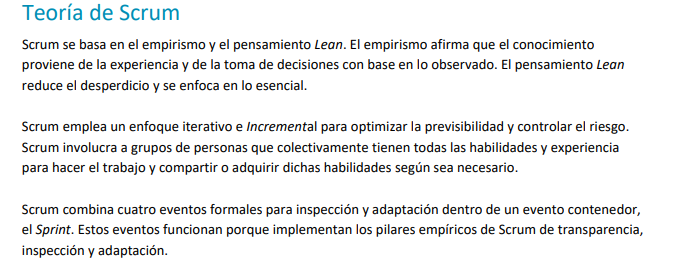 Teoría de Scrum
Scrum se basa en el empirismo y el pensamiento Lean. El empirismo afirma que el conocimiento
proviene de la experiencia y de la toma de decisiones con base en lo observado. El pensamiento Lean
reduce el desperdicio y se enfoca en lo esencial.
Scrum emplea un enfoque iterativo e Incremental para optimizar la previsibilidad y controlar el riesgo.
Scrum involucra a grupos de personas que colectivamente tienen todas las habilidades y experiencia
para hacer el trabajo y compartir o adquirir dichas habilidades según sea necesario.
Scrum combina cuatro eventos formales para inspección y adaptación dentro de un evento contenedor,
el Sprint. Estos eventos funcionan porque implementan los pilares empíricos de Scrum de transparencia,
inspección y adaptación.